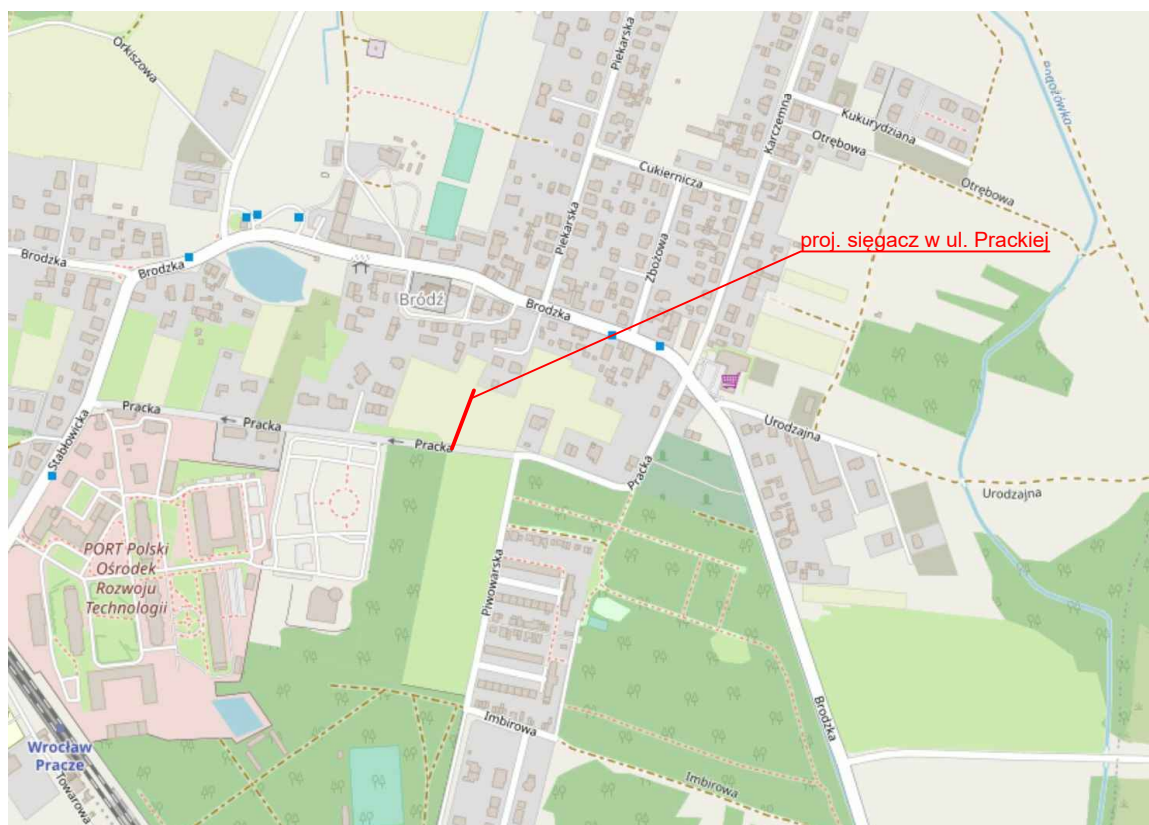 Orkiszowa
Piekarska
Karczemna
Rogożówka
Kukurydziana
Otrębowa
Cukiernicza
Otrębowa
Piekarska
proj. sięgacz w ul. Prackiej
Brodzka
Brodzka
Zbożowa
Bródź
Brodzka
Pracka
Pracka
Pracka
Stabłowicka
Urodzajna
Pracka
Urodzajna
PORT Polski
Ośrodek
Rozwoju
Technologii
Piwowarska
Imbirowa
Brodzka
Wrocław
Pracze
Imbirowa
Towarowa